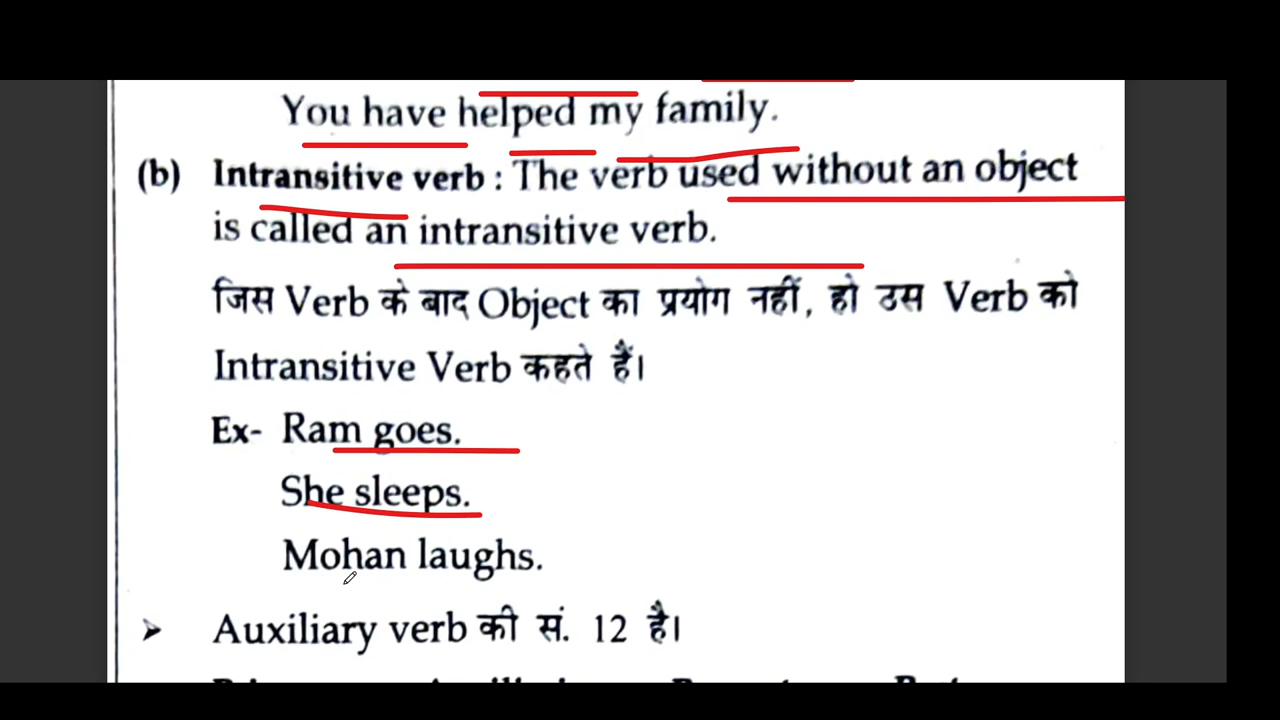 You have helped my family.
(b) Intransitive verb : The verb used without an object
is called an intransitive verb.
जिस Verb के बाद Object का प्रयोग नहीं, हो उस Verb को
Intransitive Verb कहते हैं।
Ex- Ram goes.
She sleeps.
Mohan laughs.
➤ Auxiliary verb की सं. 12 है।